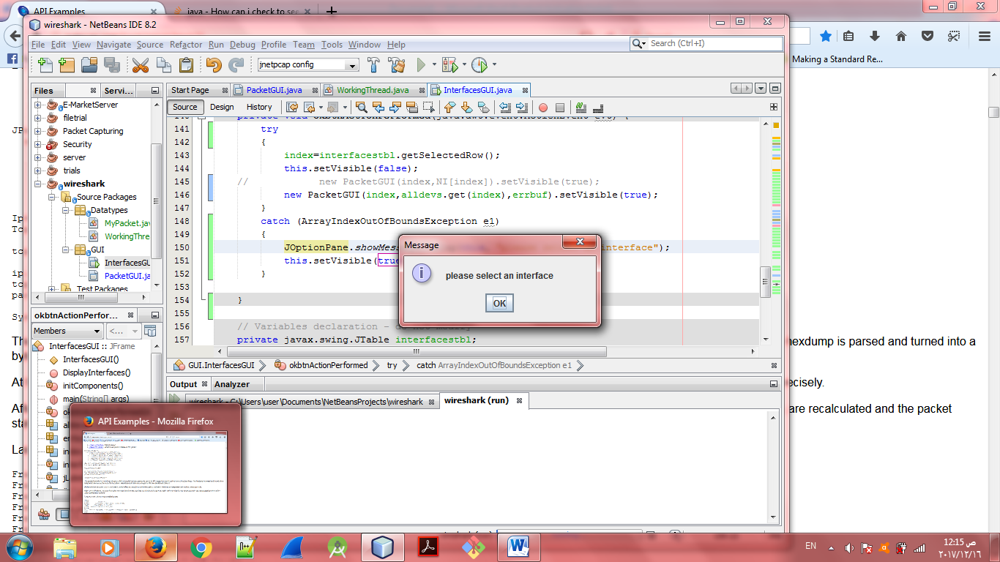 API Examples
java - How can i check to see
wireshark - NetBeans IDE 8.2
File Edit View Navigate Source Refactor Run Debug Profile Team Tools Window Help
Search (Ctrl+I)
Making a Standard Re...
jnetpcap config
Files
Servi...
Start Page
PacketGUI.java
WorkingThread.java
InterfacesGUI.java
Source Design History
E-MarketServer
filetrial
Packet Capturing
Security
server
trials
wireshark
Source Packages
Datatypes
MyPacket.jav
WorkingThre
GUI
InterfacesGU
PacketGUI.ja
Test Packages
141 try
142 {
143 index=interfacestbl.getSelectedRow();
144 this.setVisible(false);
145 // new PacketGUI(index,NI[index]).setVisible(true);
146 new PacketGUI(index,alldevs.get(index),errbuf).setVisible(true);
147 }
148 catch (ArrayIndexOutOfBoundsException e1)
149 {
150 JOptionPane.showMess interface");
151 this.setVisible(true
152 }
153
154 }
155
156 // Variables declaration - do not modify
157 private javax.swing.JTable interfacestbl;
Message
please select an interface
OK
okbtnActionPerfor...
Members
<...
InterfacesGUI :: JFrame
InterfacesGUI()
DisplayInterfaces()
initComponents()
main(String[] args)
GUI.InterfacesGUI okbtnActionPerformed try catch ArrayIndexOutOfBoundsException e1
Output
Analyzer
wireshark - C:\Users\user\Documents\NetBeansProjects\wireshark
wireshark (run)
hexdump is parsed and turned into a
by
ecisely.
are recalculated and the packet
sta
API Examples - Mozilla Firefox
EN
12:15 ص
٢٠١٧/١٢/١٦